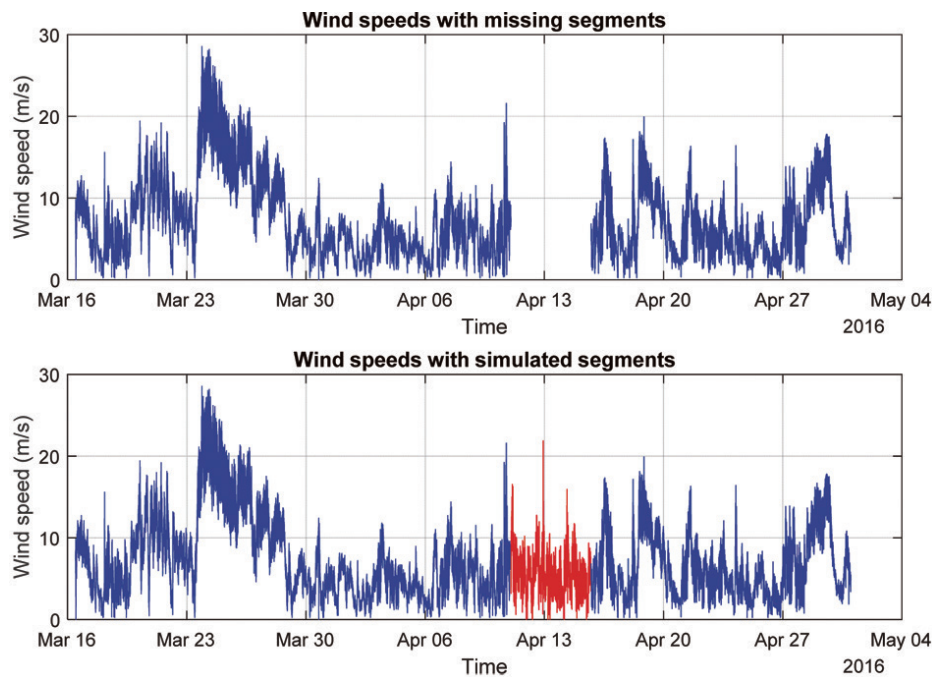 Wind speeds with missing segments
30
20
10
0
Wind speed (m/s)
Mar 16 Mar 23 Mar 30 Apr 06 Apr 13 Apr 20 Apr 27 May 04
Time
2016
Wind speeds with simulated segments
30
20
10
0
Wind speed (m/s)
Mar 16 Mar 23 Mar 30 Apr 06 Apr 13 Apr 20 Apr 27 May 04
Time
2016